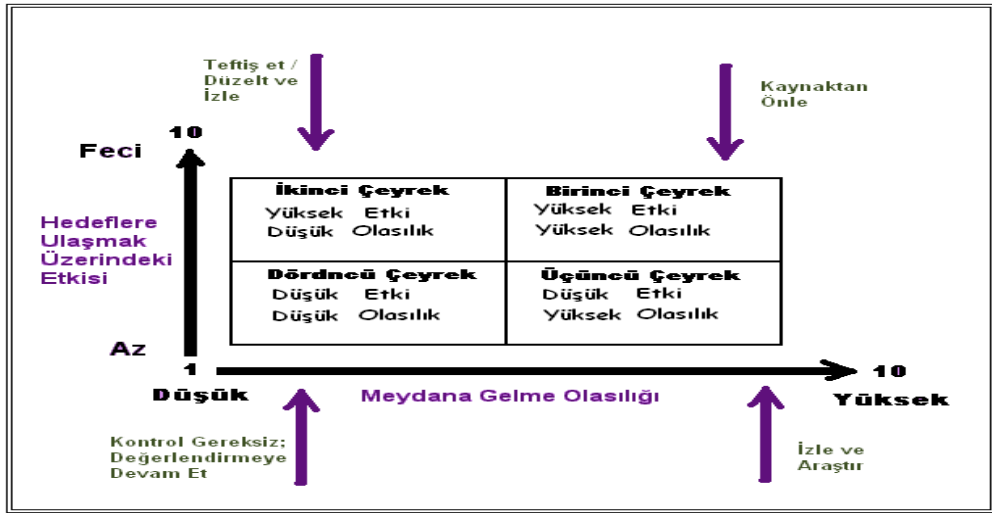 Teftiş et /
Düzelt ve
İzle
Kaynaktan
Önle
10
Feci
Hedeflere
Ulaşmak
Üzerindeki
Etkisi
İkinci Çeyrek
Yüksek Etki
Düşük Olasılık
Birinci Çeyrek
Yüksek Etki
Yüksek Olasılık
Dördncü Çeyrek
Düşük Etki
Düşük Olasılık
Üçüncü Çeyrek
Düşük Etki
Yüksek Olasılık
Az
1
Düşük
Meydana Gelme Olasılığı
10
Yüksek
Kontrol Gereksiz;
Değerlendirmeye
Devam Et
İzle ve
Araştır